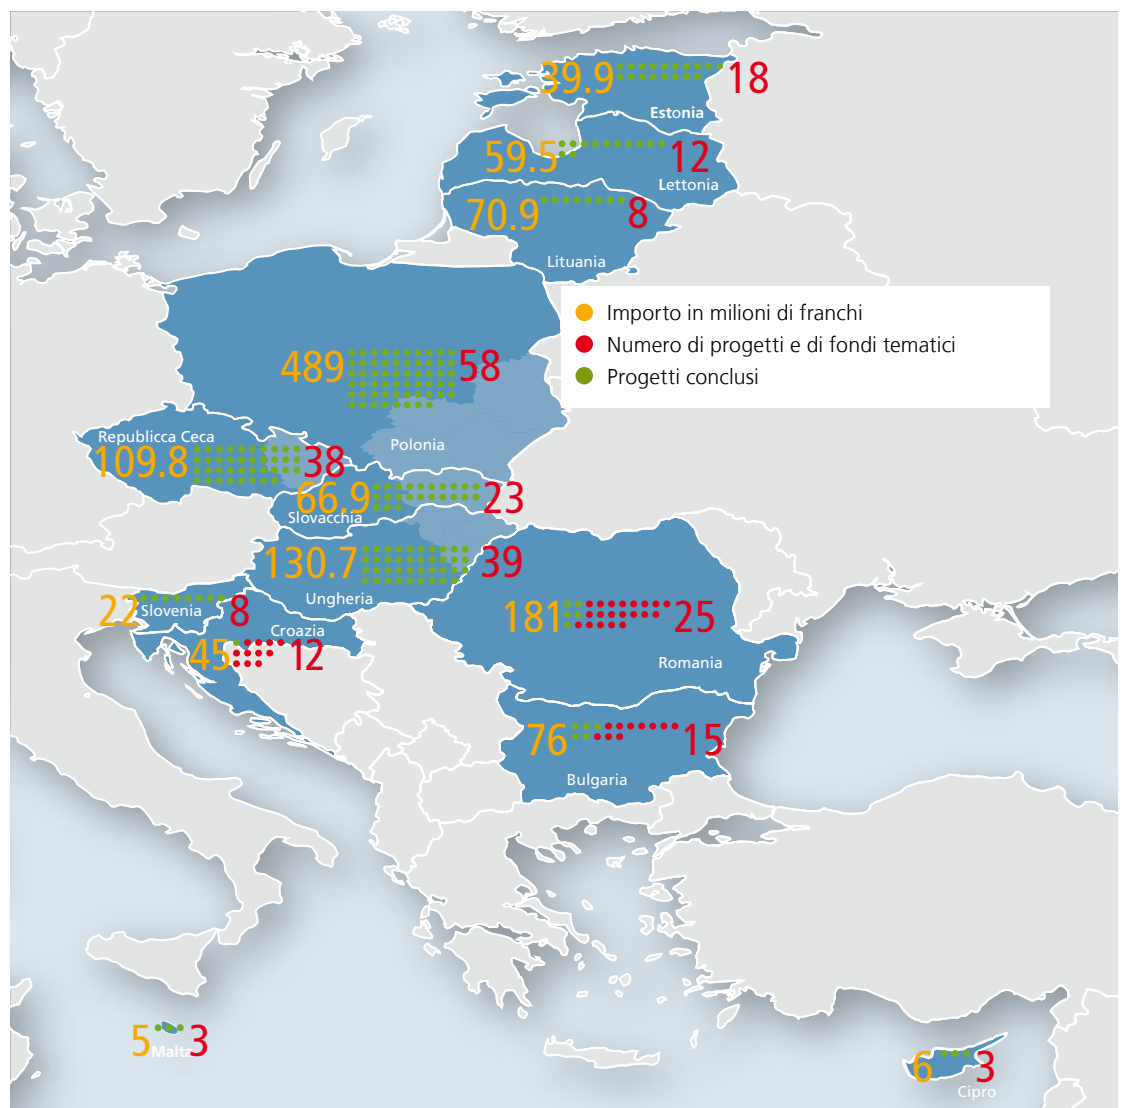 39.9 18
Estonia
59.5 12
Lettonia
70.9 8
Lituania
Importo in milioni di franchi
Numero di progetti e di fondi tematici
Progetti conclusi
489 58
Polonia
Republicca Ceca
109.8 38
66.9 23
Slovacchia
130.7 39
Ungheria
22 8
Slovenia
Croazia
45 12
181 25
Romania
76 15
Bulgaria
5 3
Malta
6 3
Cipro